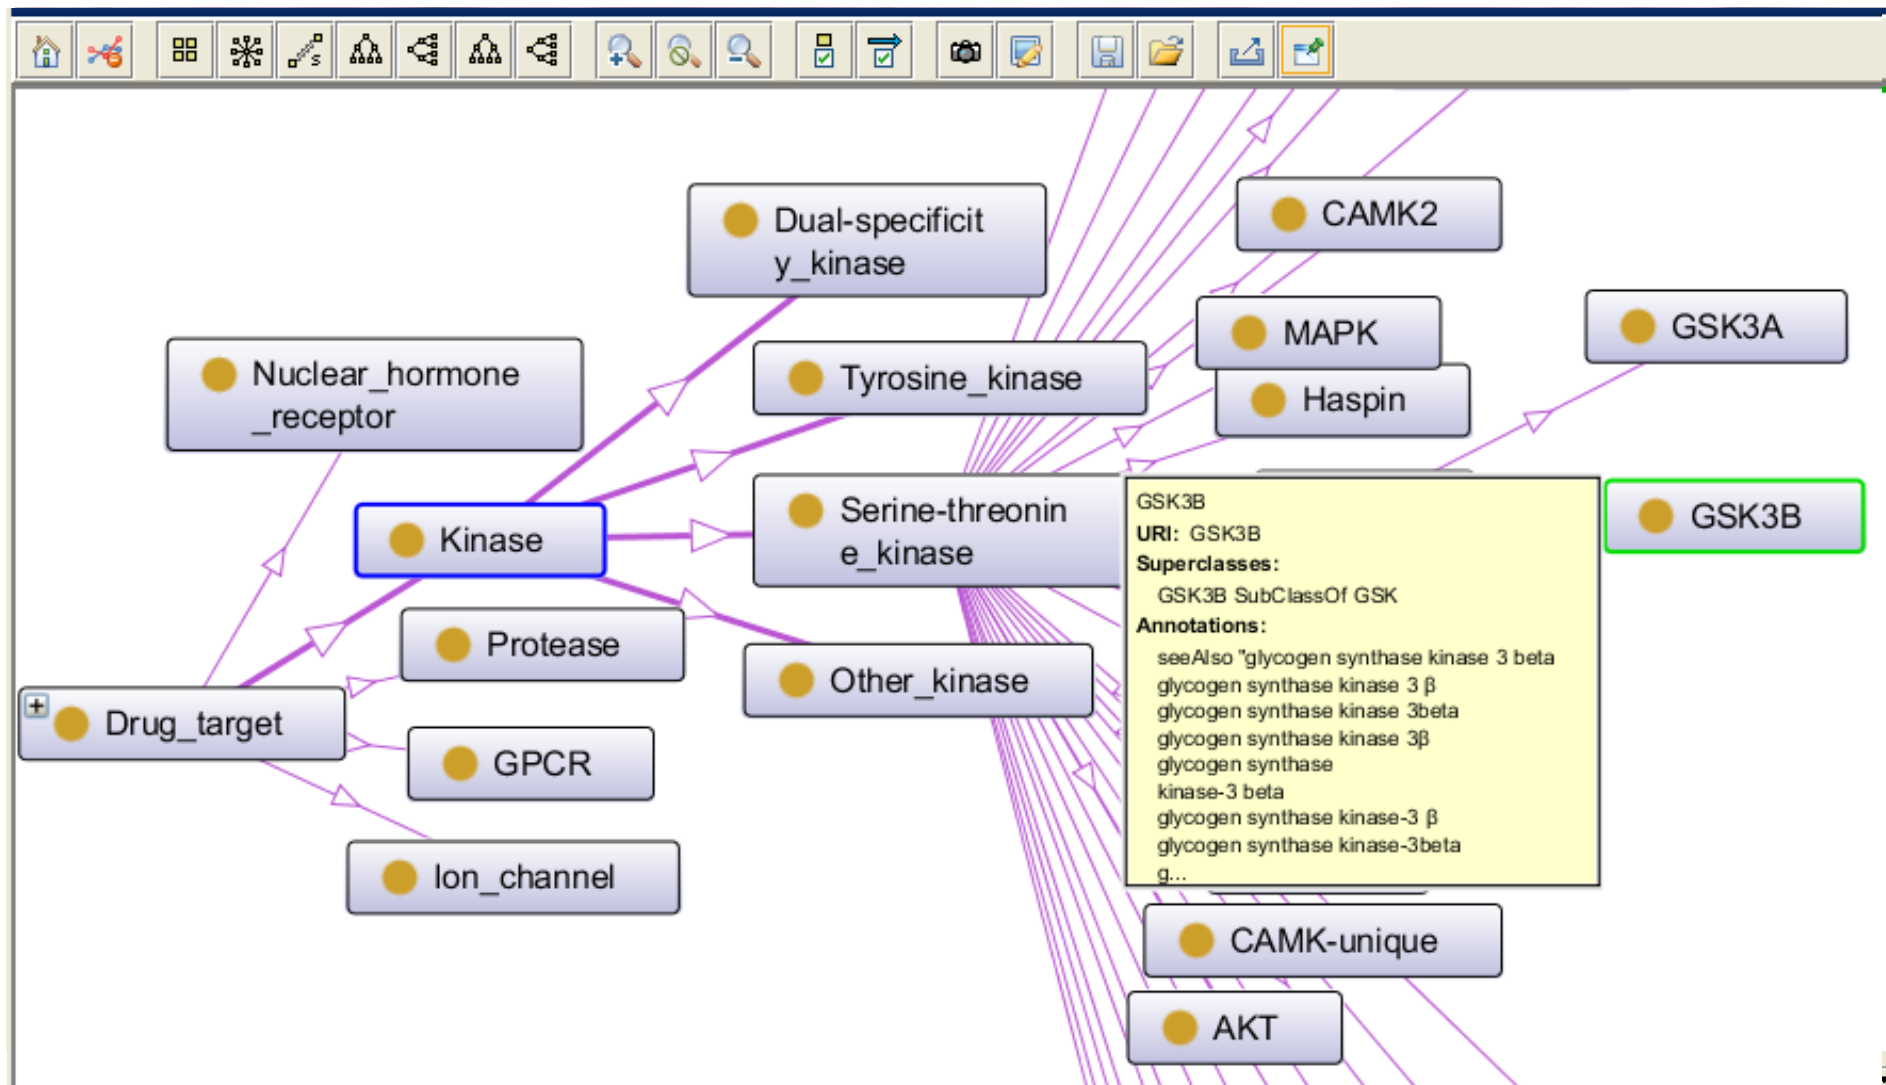 Dual-specificit
y_kinase
CAMK2
Nuclear_hormone
_receptor
Tyrosine_kinase
MAPK
GSK3A
Haspin
Kinase
Serine-threonin
e_kinase
GSK3B
URI: GSK3B
Superclasses:
GSK3B SubClassOf GSK
Annotations:
seeAlso "glycogen synthase kinase 3 beta
glycogen synthase kinase 3 β
glycogen synthase kinase 3beta
glycogen synthase kinase 3β
glycogen synthase
kinase-3 beta
glycogen synthase kinase-3 β
glycogen synthase kinase-3beta
g...
GSK3B
Protease
Other_kinase
Drug_target
GPCR
Ion_channel
CAMK-unique
AKT